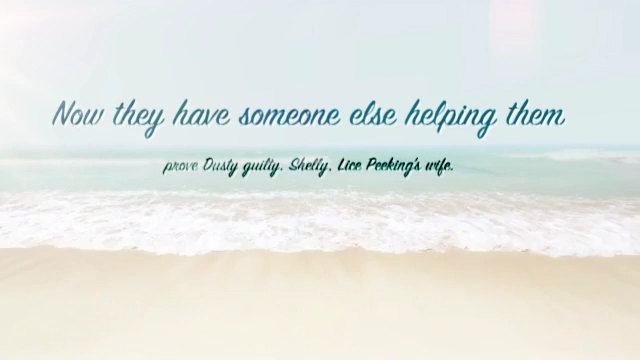 Now they have someone else helping them
prove Dusty guilty. Shelly, Lice Peeking's wife.